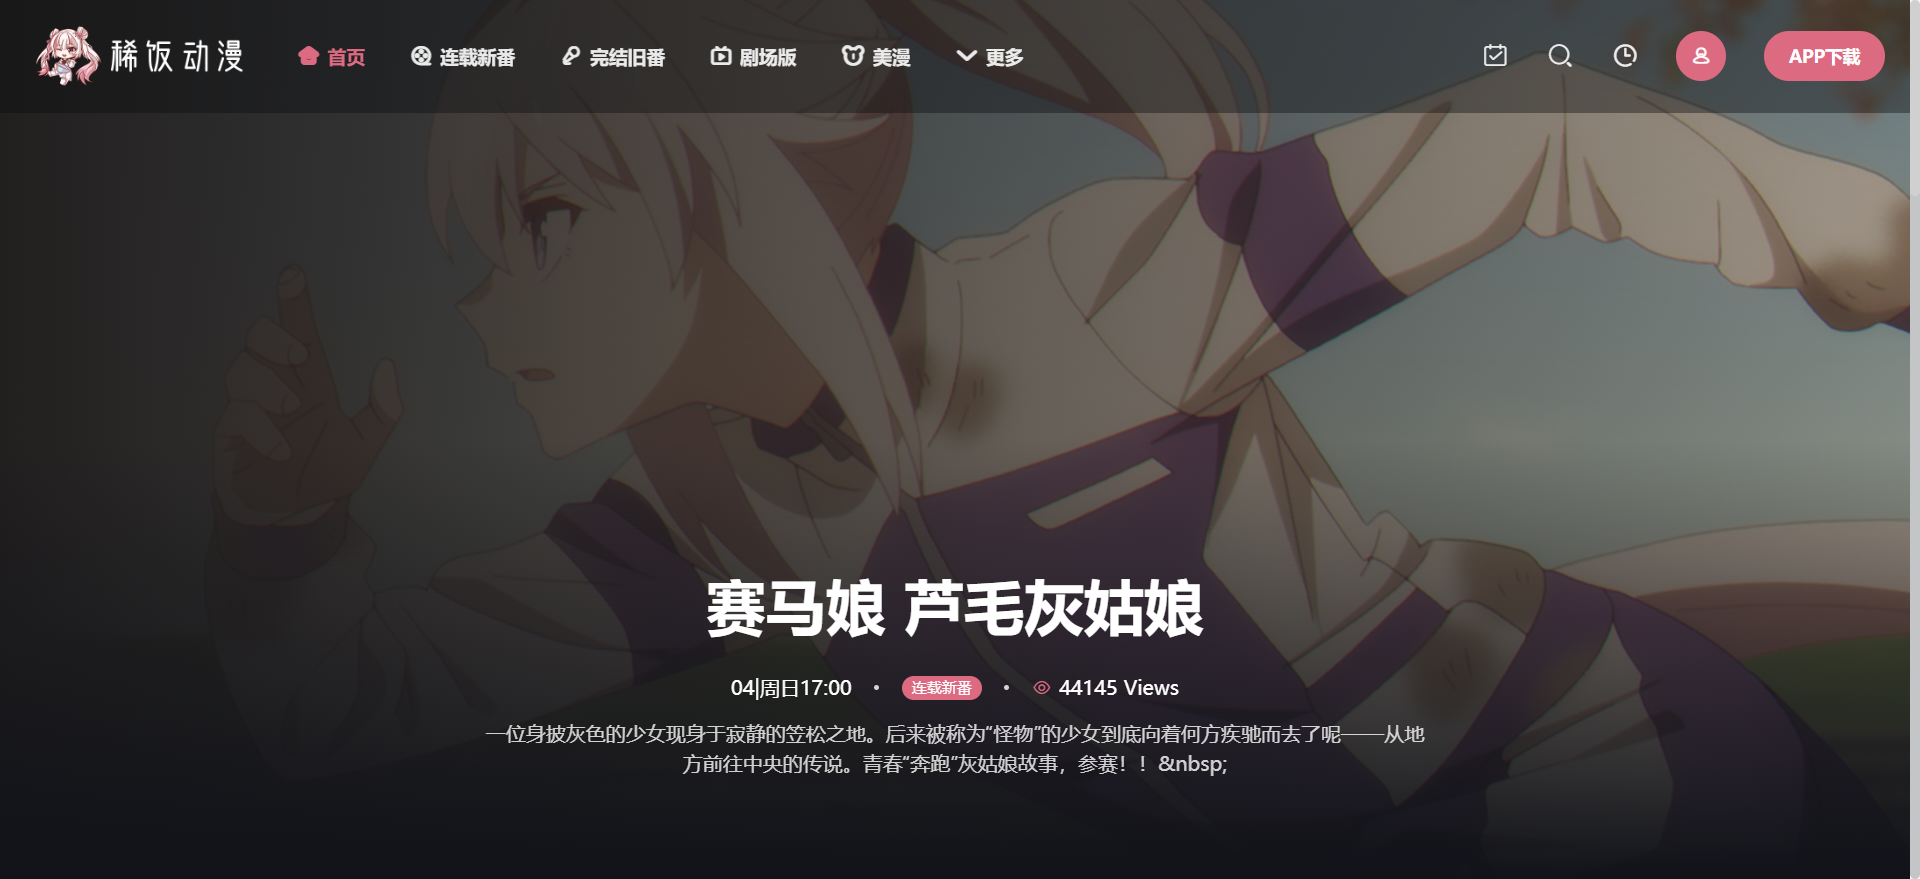 稀饭动漫
首页 连载新番 完结旧番 剧场版 美漫 更多 APP下载
赛马娘 芦毛灰姑娘
04|周日17:00 • 连载新番 • 44145 Views
一位身披灰色的少女现身于寂静的笠松之地。后来被称为“怪物”的少女到底向着何方疾驰而去了呢——从地
方前往中央的传说。青春“奔跑”灰姑娘故事，参赛！！&nbsp;